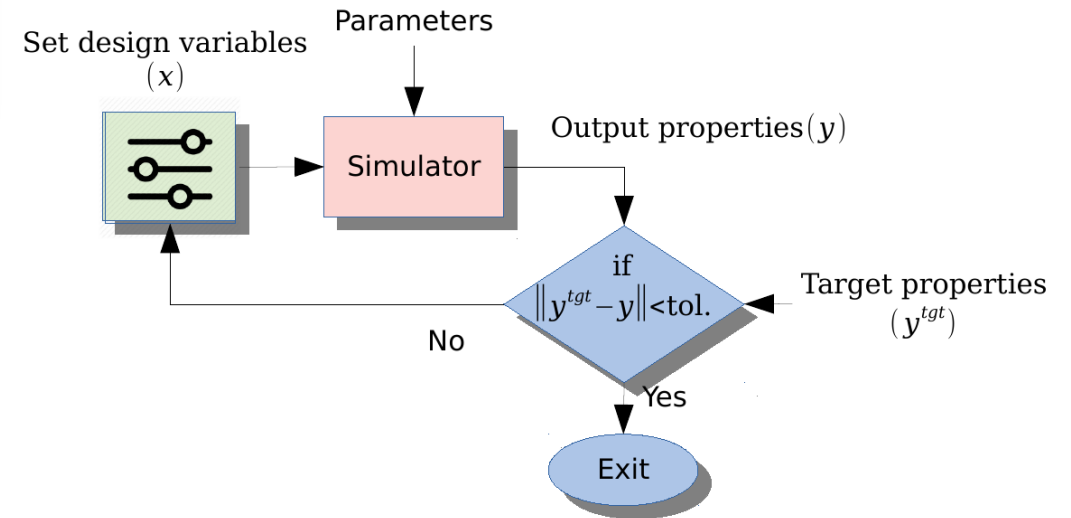 Parameters
Set design variables
(x)
Output properties(y)
Simulator
if
‖y^{tgt}−y‖<tol.
Target properties
(y^{tgt})
No
Yes
Exit